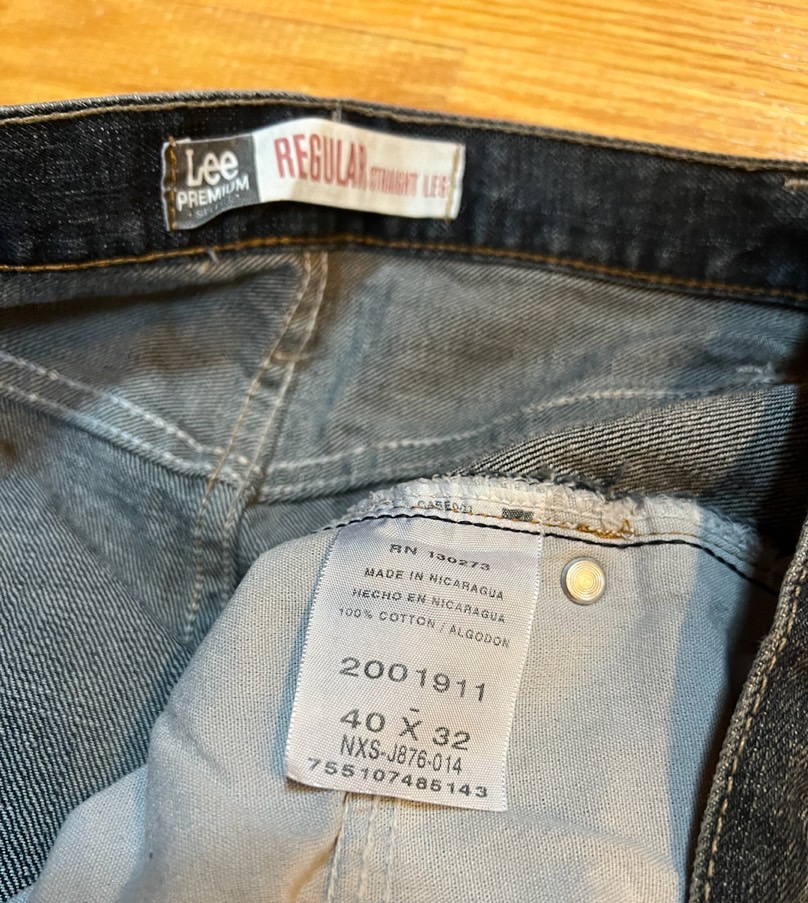 Lee
PREMIUM
REGULAR STRAIGHT LEG
RN 130273
MADE IN NICARAGUA
HECHO EN NICARAGUA
100% COTTON / ALGODON
2001911
40 X 32
NXS-J876-014
755107485143